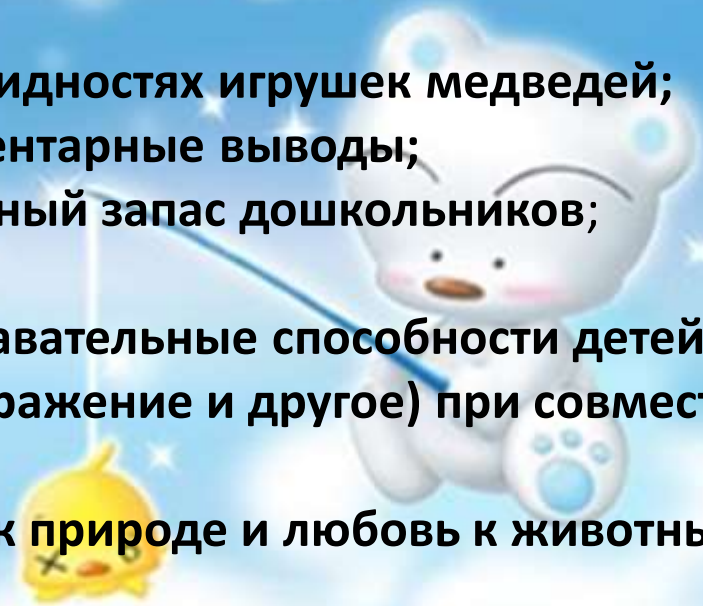 идностях игрушек медведей;
ентарные выводы;
ный запас дошкольников;
авательные способности детей
ражение и другое) при совмест
к природе и любовь к животны